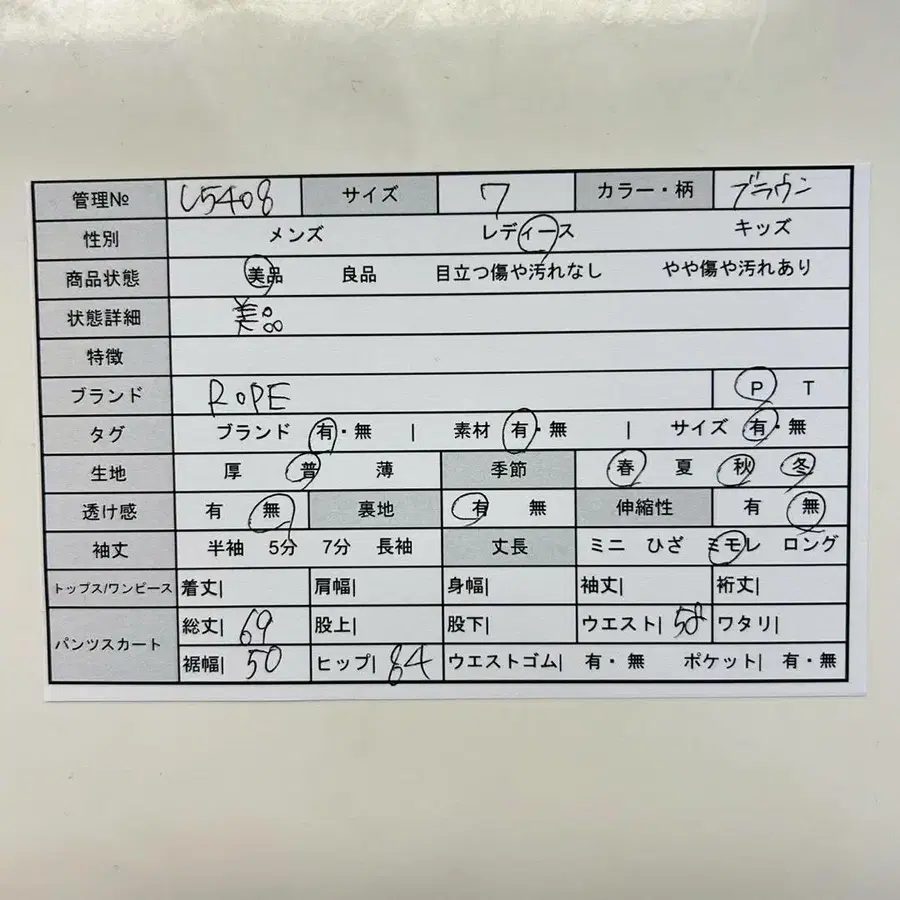 管理№ L5408 サイズ 7 カラー・柄 ブラウン
性別 メンズ レディース キッズ
商品状態 美品 良品 目立つ傷や汚れなし やや傷や汚れあり
状態詳細 美品
特徴
ブランド ROPE P T
タグ ブランド 有・無 | 素材 有・無 | サイズ 有・無
生地 厚 普 薄 季節 春 夏 秋 冬
透け感 有 無 裏地 有 無 伸縮性 有 無
袖丈 半袖 5分 7分 長袖 丈長 ミニ ひざ ミモレ ロング
トップス/ワンピース 着丈| 肩幅| 身幅| 袖丈| 裄丈|
パンツスカート 総丈| 69 股上| 股下| ウエスト| 58 ワタリ|
裾幅| 50 ヒップ| 84 ウエストゴム| 有・無 ポケット| 有・無